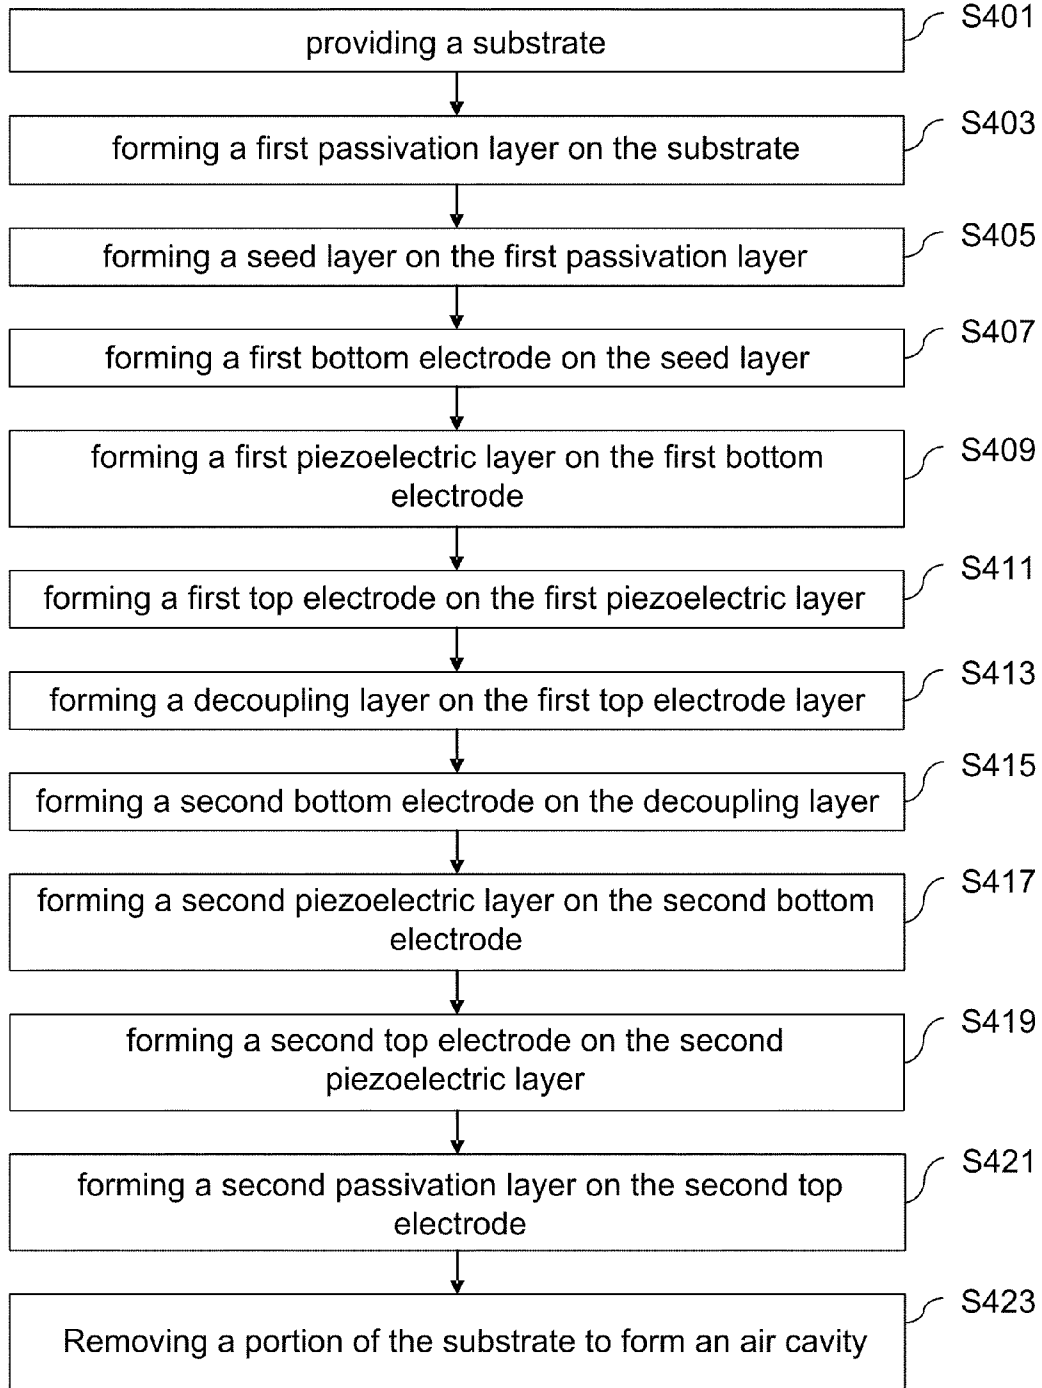 providing a substrate
S401
forming a first passivation layer on the substrate
S403
forming a seed layer on the first passivation layer
S405
forming a first bottom electrode on the seed layer
S407
forming a first piezoelectric layer on the first bottom
electrode
S409
forming a first top electrode on the first piezoelectric layer
S411
forming a decoupling layer on the first top electrode layer
S413
forming a second bottom electrode on the decoupling layer
S415
forming a second piezoelectric layer on the second bottom
electrode
S417
forming a second top electrode on the second
piezoelectric layer
S419
forming a second passivation layer on the second top
electrode
S421
Removing a portion of the substrate to form an air cavity
S423